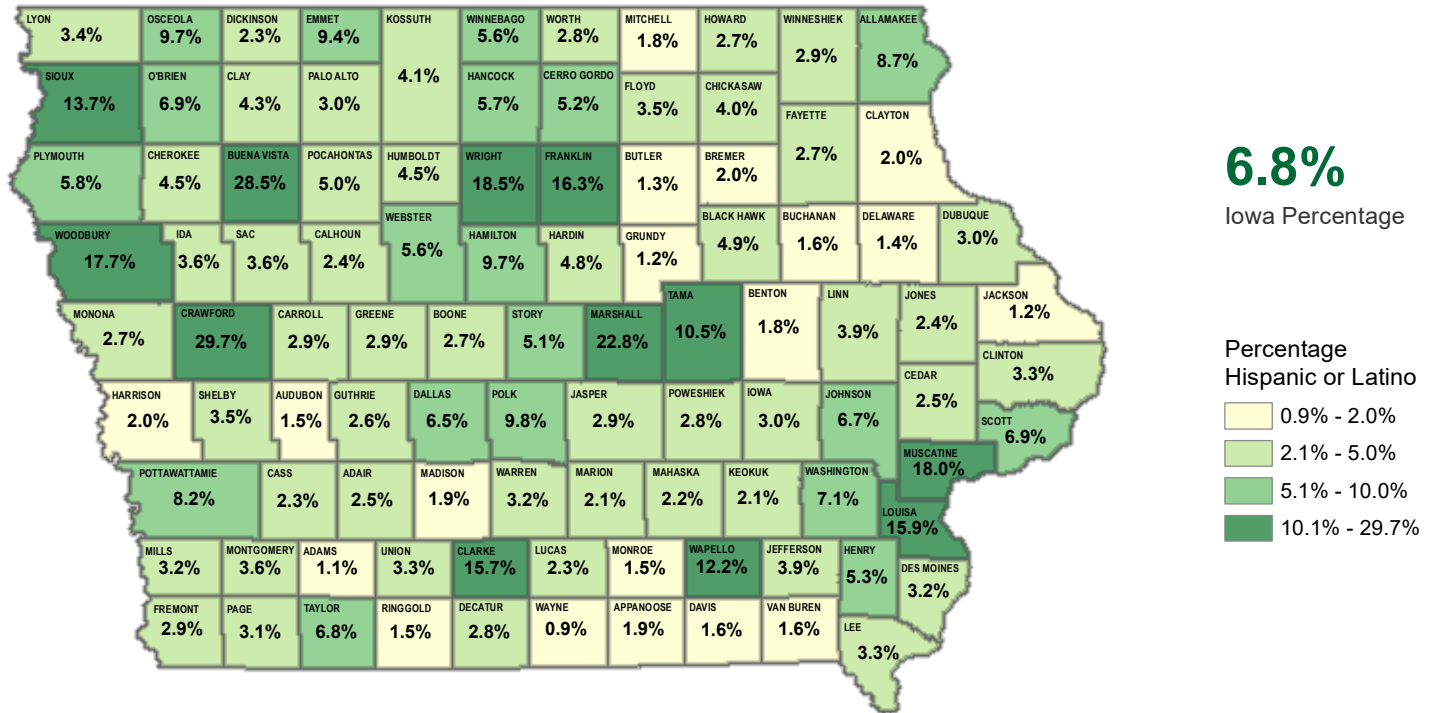 LYON
3.4%
OSCEOLA
9.7%
DICKINSON
2.3%
EMMET
9.4%
KOSSUTH
4.1%
WINNEBAGO
5.6%
WORTH
2.8%
MITCHELL
1.8%
HOWARD
2.7%
WINNESHIEK
2.9%
ALLAMAKEE
8.7%
SIOUX
13.7%
O'BRIEN
6.9%
CLAY
4.3%
PALO ALTO
3.0%
HANCOCK
5.7%
CERRO GORDO
5.2%
FLOYD
3.5%
CHICKASAW
4.0%
FAYETTE
2.7%
CLAYTON
2.0%
PLYMOUTH
5.8%
CHEROKEE
4.5%
BUENA VISTA
28.5%
POCAHONTAS
5.0%
HUMBOLDT
4.5%
WRIGHT
18.5%
FRANKLIN
16.3%
BUTLER
1.3%
BREMER
2.0%
WOODBURY
17.7%
IDA
3.6%
SAC
3.6%
CALHOUN
2.4%
WEBSTER
5.6%
HAMILTON
9.7%
HARDIN
4.8%
GRUNDY
1.2%
BLACK HAWK
4.9%
BUCHANAN
1.6%
DELAWARE
1.4%
DUBUQUE
3.0%
MONONA
2.7%
CRAWFORD
29.7%
CARROLL
2.9%
GREENE
2.9%
BOONE
2.7%
STORY
5.1%
MARSHALL
22.8%
TAMA
10.5%
BENTON
1.8%
LINN
3.9%
JONES
2.4%
JACKSON
1.2%
CLINTON
3.3%
HARRISON
2.0%
SHELBY
3.5%
AUDUBON
1.5%
GUTHRIE
2.6%
DALLAS
6.5%
POLK
9.8%
JASPER
2.9%
POWESHIEK
2.8%
IOWA
3.0%
JOHNSON
6.7%
CEDAR
2.5%
SCOTT
6.9%
MUSCATINE
18.0%
POTTAWATTAMIE
8.2%
CASS
2.3%
ADAIR
2.5%
MADISON
1.9%
WARREN
3.2%
MARION
2.1%
MAHASKA
2.2%
KEOKUK
2.1%
WASHINGTON
7.1%
LOUISA
15.9%
MILLS
3.2%
MONTGOMERY
3.6%
ADAMS
1.1%
UNION
3.3%
CLARKE
15.7%
LUCAS
2.3%
MONROE
1.5%
WAPELLO
12.2%
JEFFERSON
3.9%
HENRY
5.3%
DES MOINES
3.2%
FREMONT
2.9%
PAGE
3.1%
TAYLOR
6.8%
RINGGOLD
1.5%
DECATUR
2.8%
WAYNE
0.9%
APPANOOSE
1.9%
DAVIS
1.6%
VAN BUREN
1.6%
LEE
3.3%
6.8%
Iowa Percentage
Percentage
Hispanic or Latino
0.9% - 2.0%
2.1% - 5.0%
5.1% - 10.0%
10.1% - 29.7%